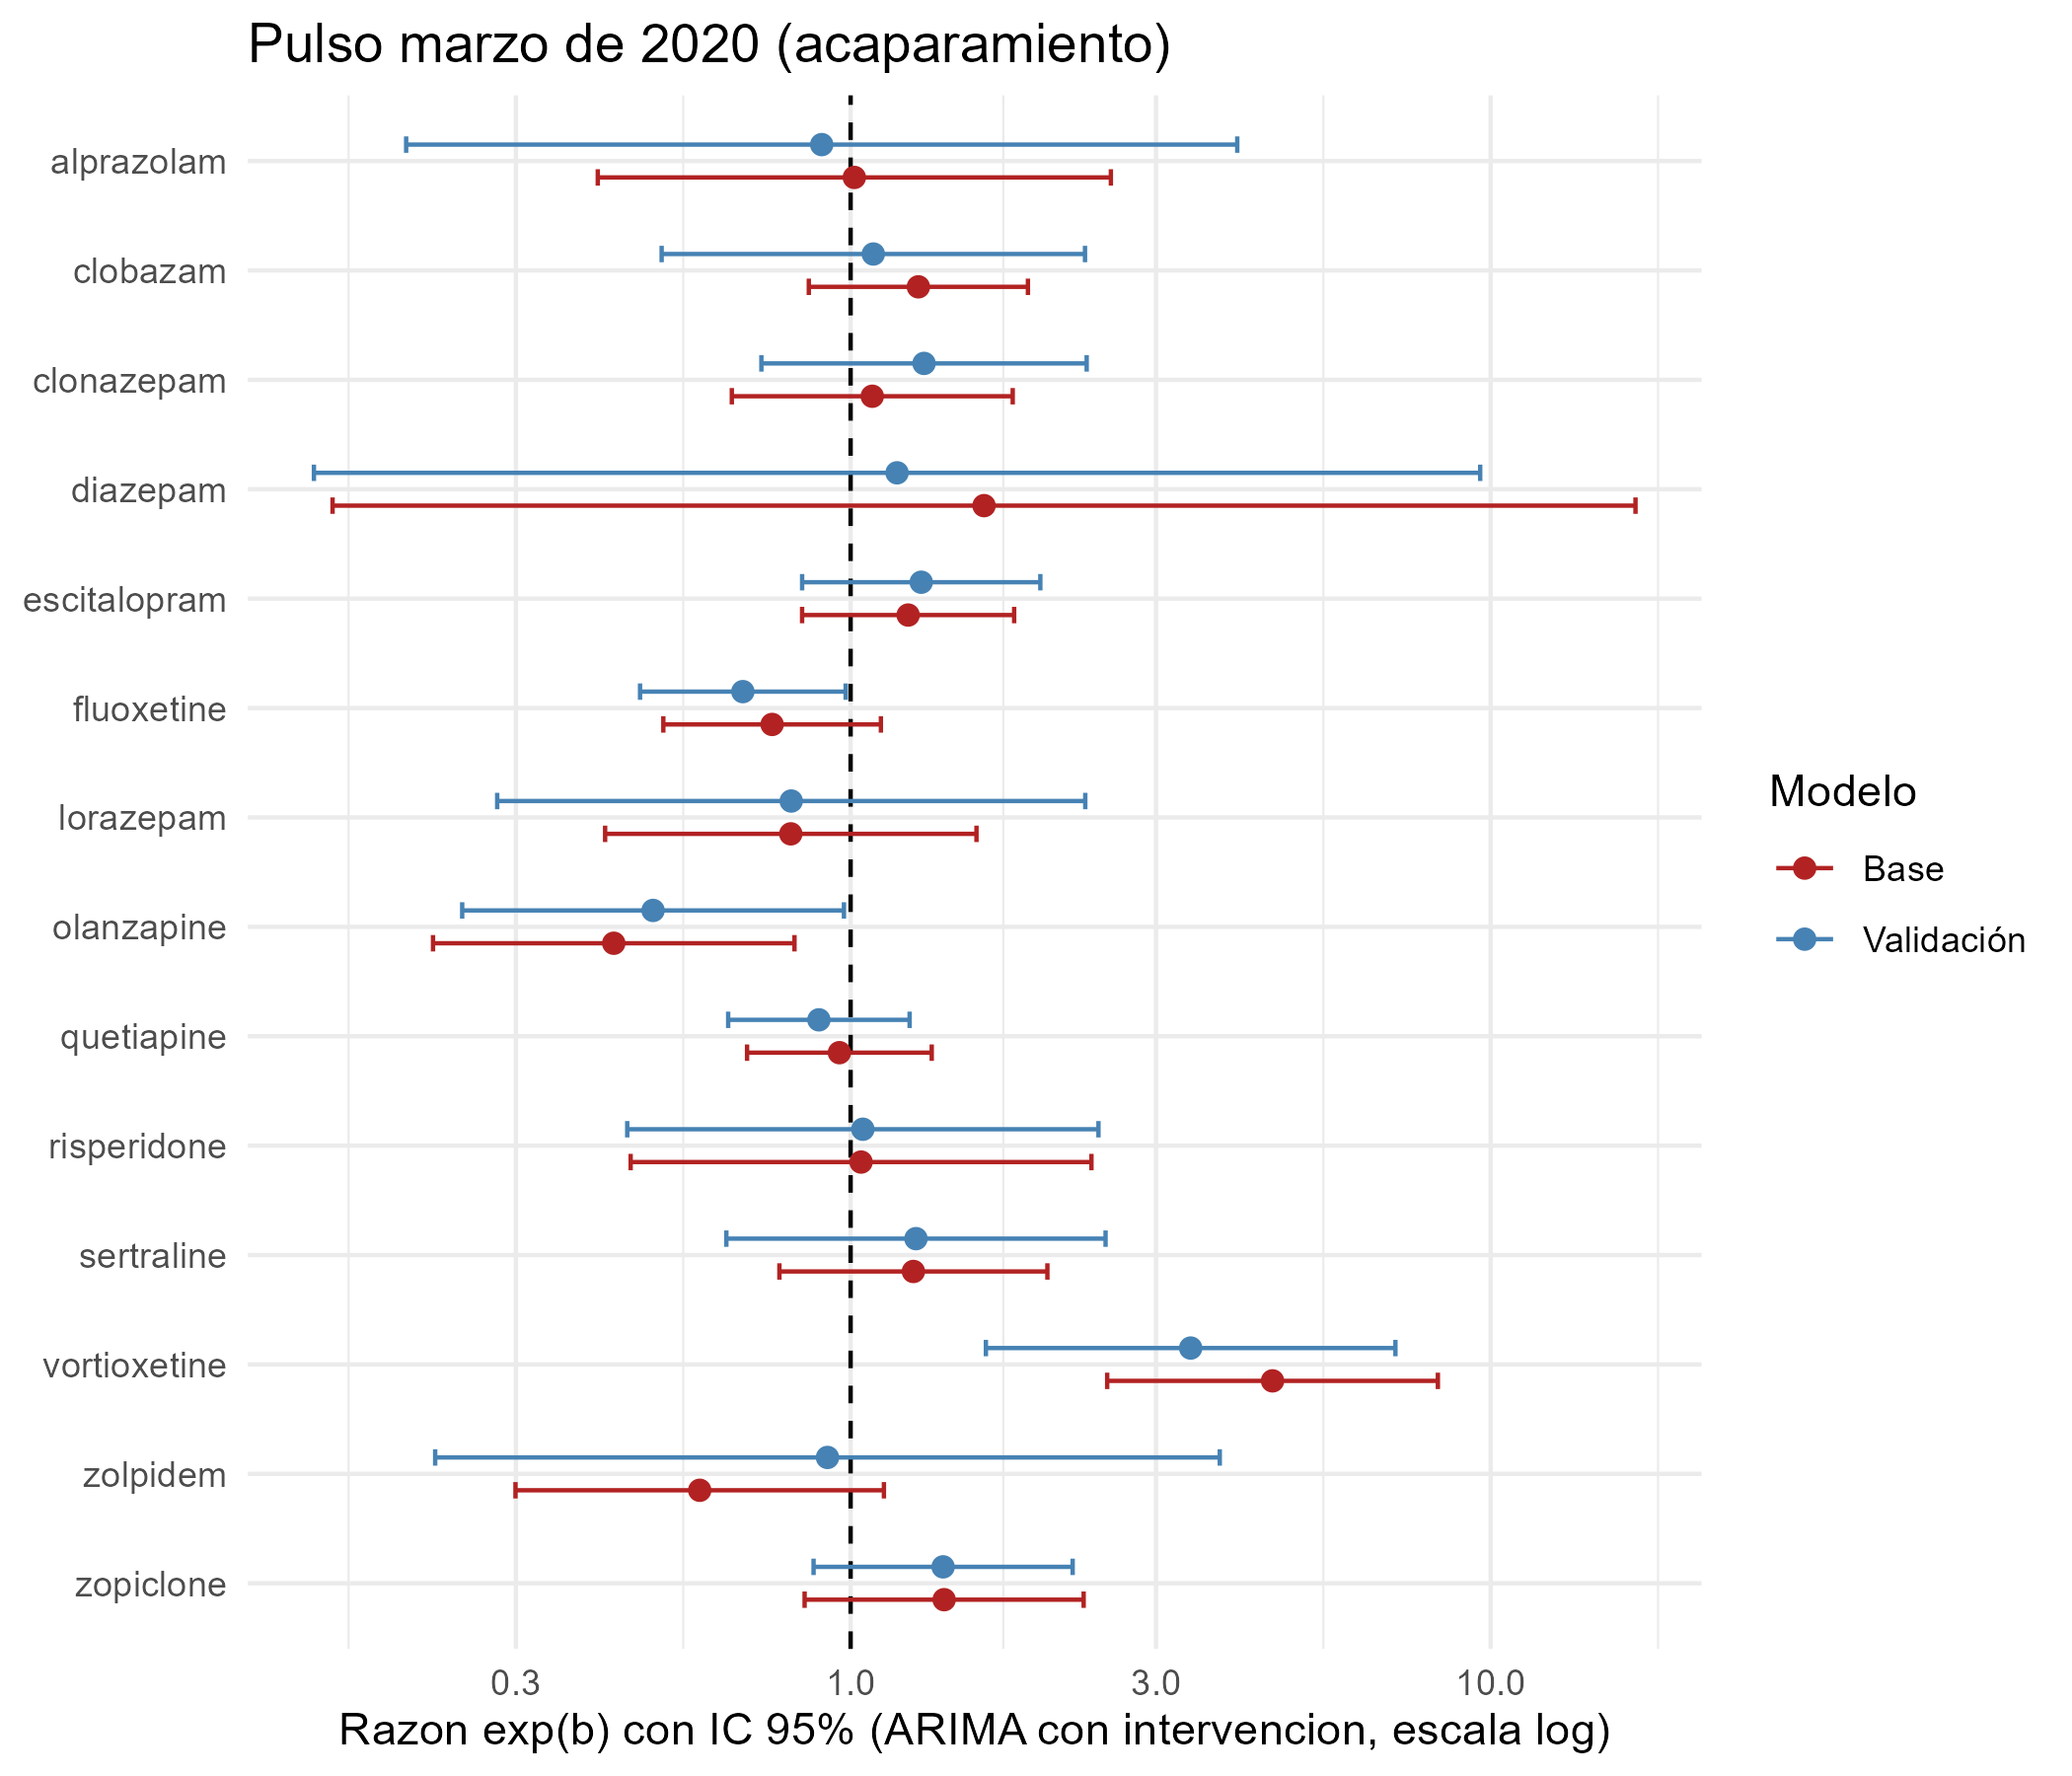 Pulso marzo de 2020 (acaparamiento)
alprazolam
clobazam
clonazepam
diazepam
escitalopram
fluoxetine
lorazepam
olanzapine
quetiapine
risperidone
sertraline
vortioxetine
zolpidem
zopiclone
0.3 1.0 3.0 10.0
Razon exp(b) con IC 95% (ARIMA con intervencion, escala log)
Modelo
Base
Validación